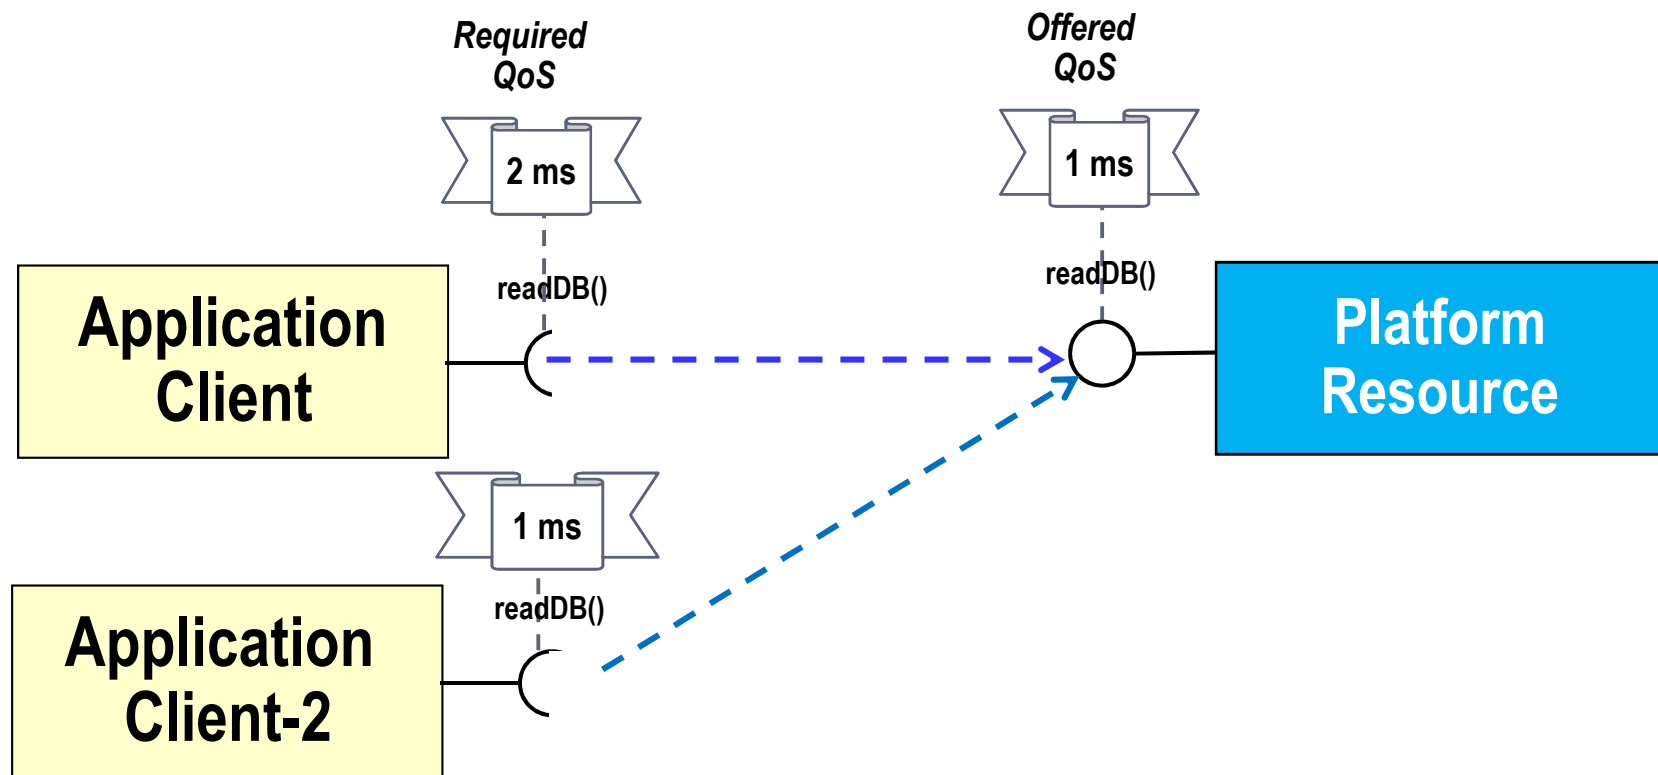 Required
QoS
Offered
QoS
2 ms
1 ms
readDB()
readDB()
Application
Client
Platform
Resource
1 ms
readDB()
Application
Client-2